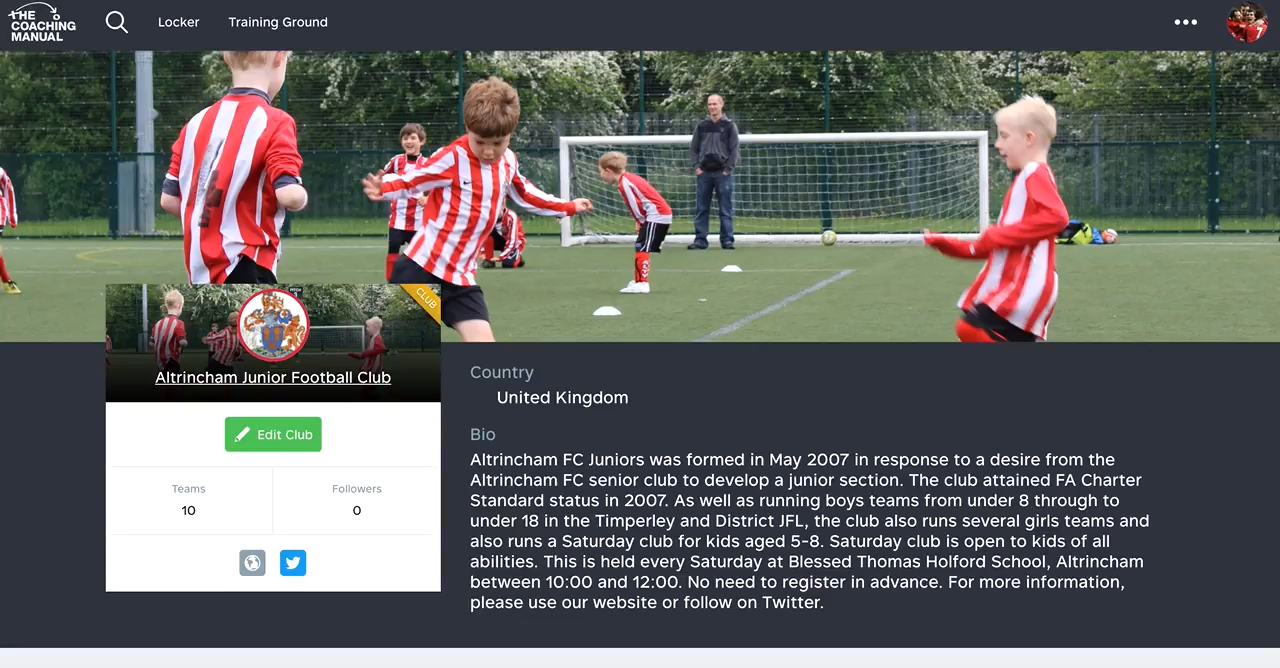 THE
COACHING
MANUAL
Locker
Training Ground
CLUB
Altrincham Junior Football Club
Edit Club
Teams
10
Followers
0
Country
United Kingdom
Bio
Altrincham FC Juniors was formed in May 2007 in response to a desire from the
Altrincham FC senior club to develop a junior section. The club attained FA Charter
Standard status in 2007. As well as running boys teams from under 8 through to
under 18 in the Timperley and District JFL, the club also runs several girls teams and
also runs a Saturday club for kids aged 5-8. Saturday club is open to kids of all
abilities. This is held every Saturday at Blessed Thomas Holford School, Altrincham
between 10:00 and 12:00. No need to register in advance. For more information,
please use our website or follow on Twitter.